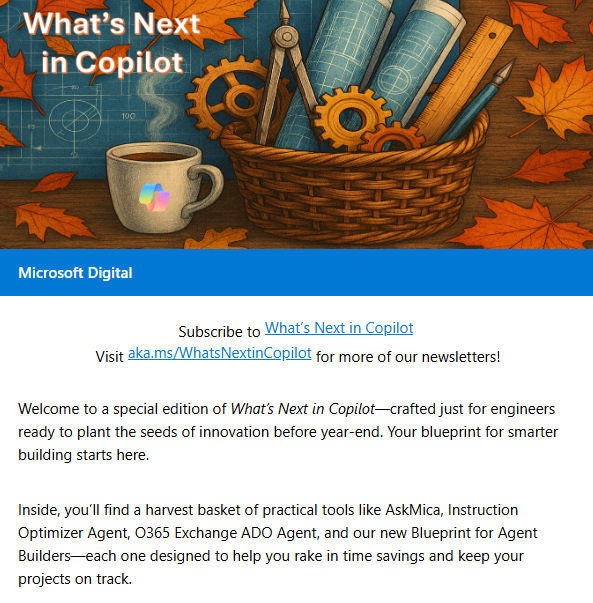 What's Next
in Copilot
100
Microsoft Digital
Subscribe to What's Next in Copilot
Visit aka.ms/WhatsNextinCopilot for more of our newsletters!
Welcome to a special edition of What's Next in Copilot—crafted just for engineers
ready to plant the seeds of innovation before year-end. Your blueprint for smarter
building starts here.
Inside, you'll find a harvest basket of practical tools like AskMica, Instruction
Optimizer Agent, O365 Exchange ADO Agent, and our new Blueprint for Agent
Builders—each one designed to help you rake in time savings and keep your
projects on track.